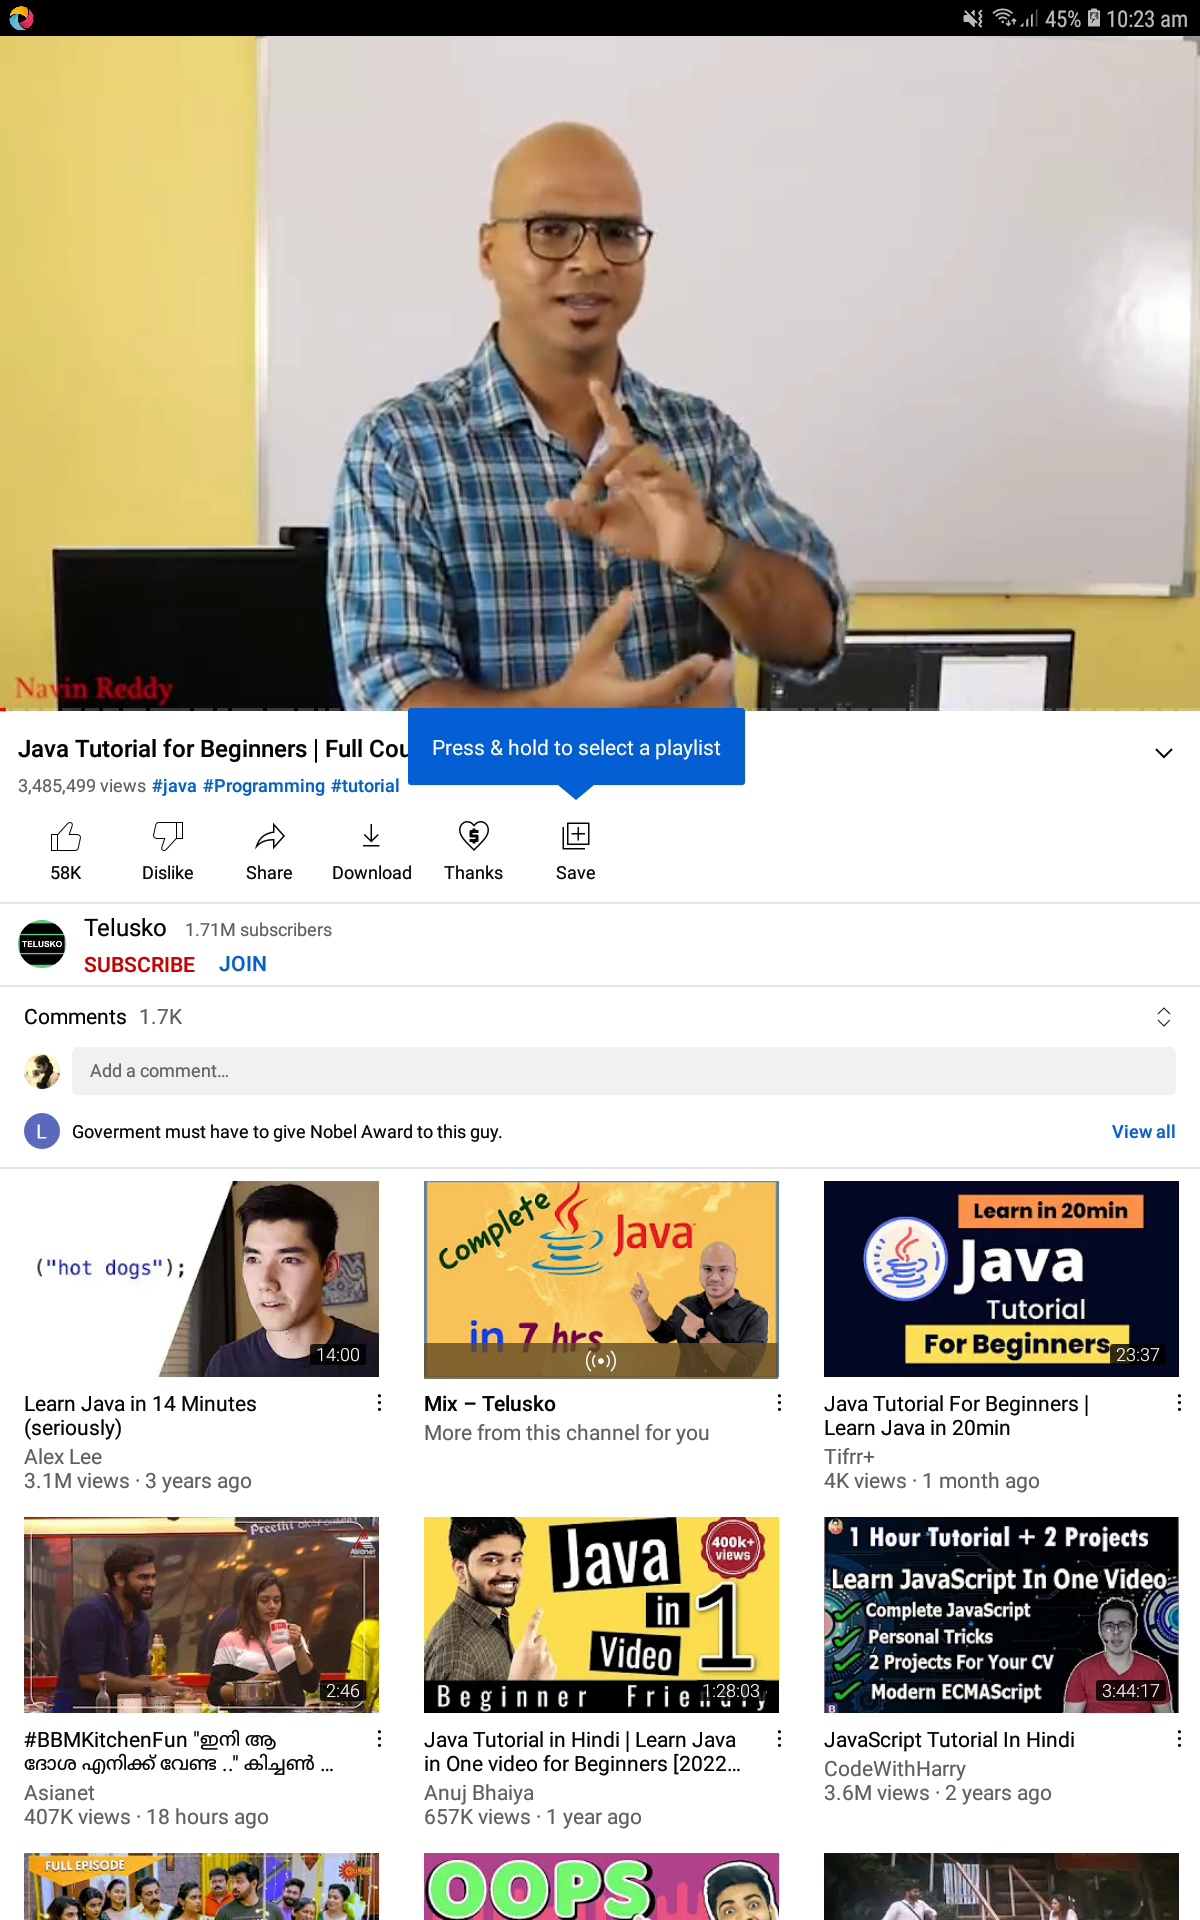 45% 10:23 am
Navin Reddy
Java Tutorial for Beginners | Full Cou
Press & hold to select a playlist
3,485,499 views #java #Programming #tutorial
58K Dislike Share Download Thanks Save
TELUSKO
Telusko 1.71M subscribers
SUBSCRIBE JOIN
Comments 1.7K
Add a comment...
L Goverment must have to give Nobel Award to this guy. View all
("hot dogs");
14:00
Learn Java in 14 Minutes
(seriously)
Alex Lee
3.1M views · 3 years ago
Complete
Java
in 7 hrs
Mix – Telusko
More from this channel for you
Learn in 20min
Java
Tutorial
For Beginners
23:37
Java Tutorial For Beginners |
Learn Java in 20min
Tifrr+
4K views · 1 month ago
Preethi
Asianet
2:46
#BBMKitchenFun "ഇനി ആ
ദോശ എനിക്ക് വേണ്ട .." കിച്ചൺ ...
Asianet
407K views · 18 hours ago
400k+
views
Java
in 1
Video
Beginner
1:28:03
Java Tutorial in Hindi | Learn Java
in One video for Beginners [2022...
Anuj Bhaiya
657K views · 1 year ago
1 Hour Tutorial + 2 Projects
Learn JavaScript In One Video
Complete JavaScript
Personal Tricks
2 Projects For Your CV
Modern ECMAScript
3:44:17
JavaScript Tutorial In Hindi
CodeWithHarry
3.6M views · 2 years ago
FULL EPISODE
OOPS